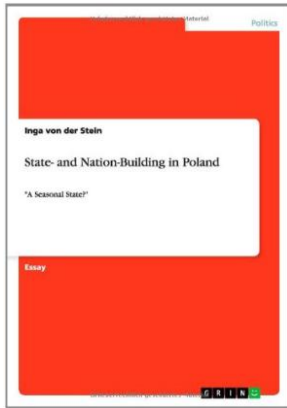 Politics
Inga von der Stein
State- and Nation-Building in Poland
"A Seasonal State?"
Essay
GRIN